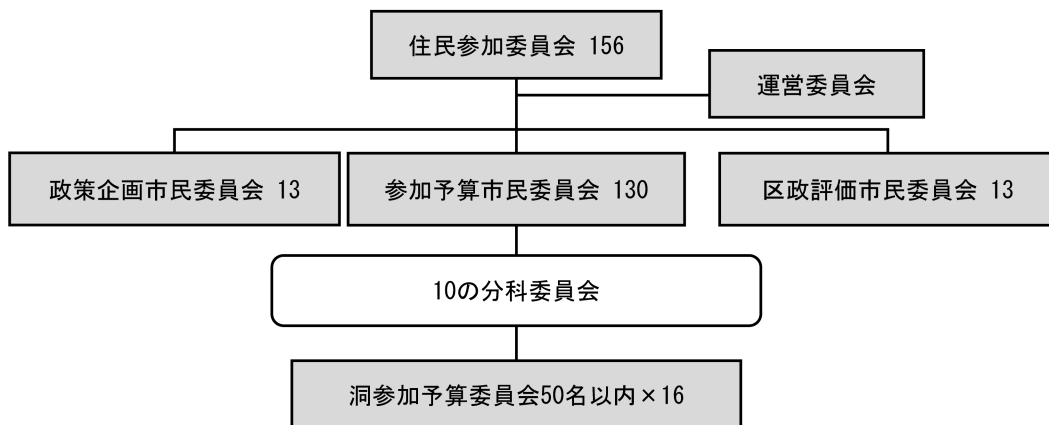 住民参加委員会 156
運営委員会
政策企画市民委員会 13
参加予算市民委員会 130
区政評価市民委員会 13
10の分科委員会
洞参加予算委員会50名以内×16